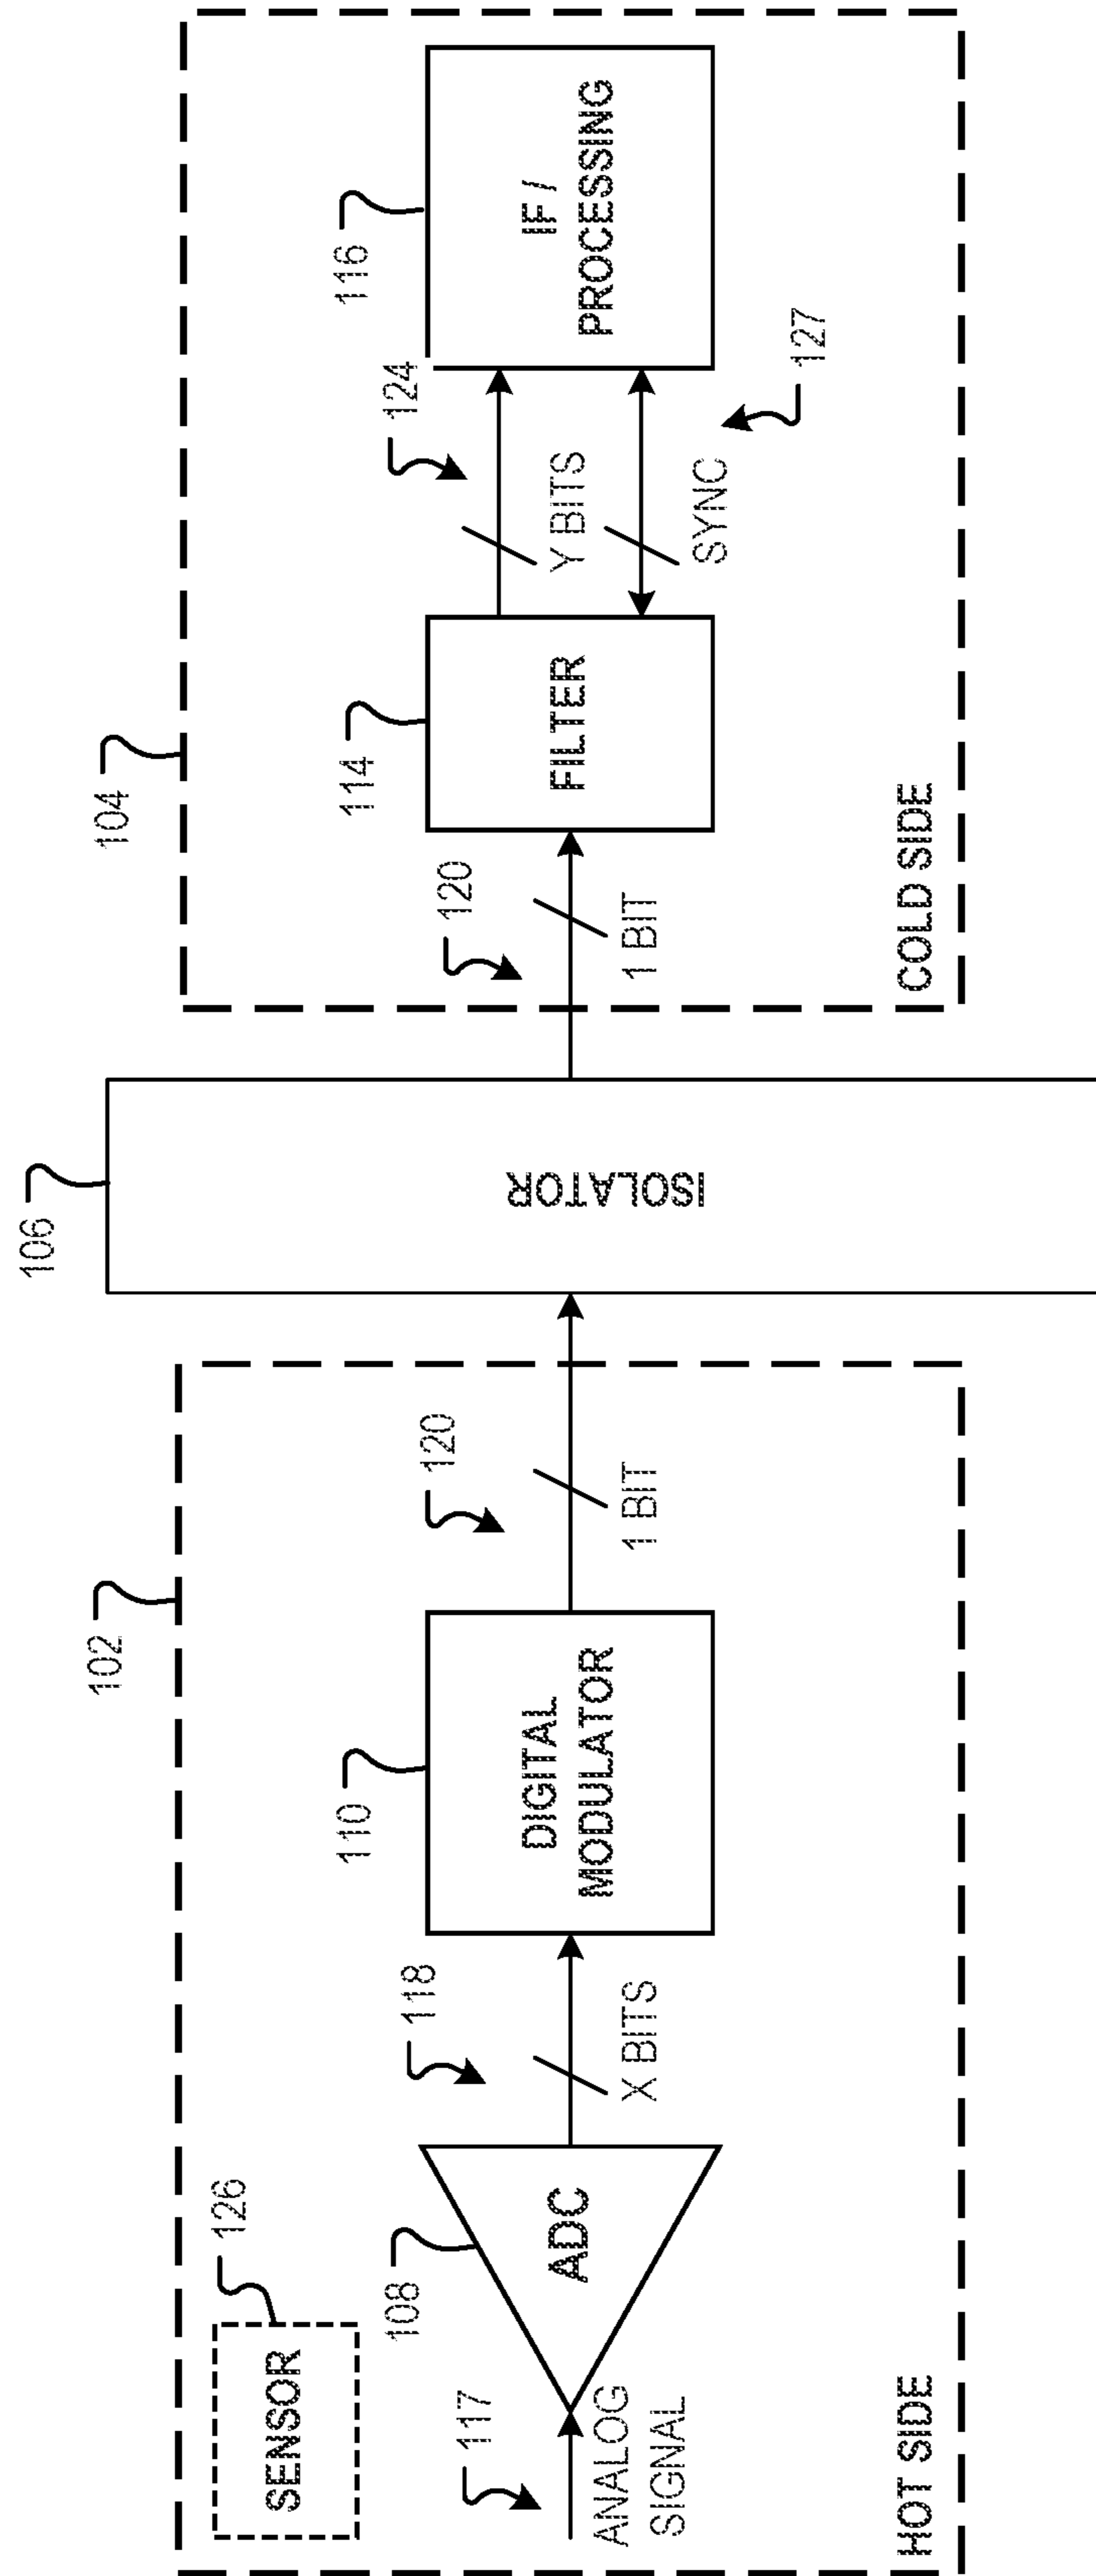 102
104
106
126
SENSOR
108
117
ANALOG
SIGNAL
ADC
118
X BITS
110
DIGITAL
MODULATOR
120
1 BIT
HOT SIDE
ISOLATOR
120
1 BIT
114
FILTER
124
Y BITS
SYNC
127
116
IF /
PROCESSING
COLD SIDE